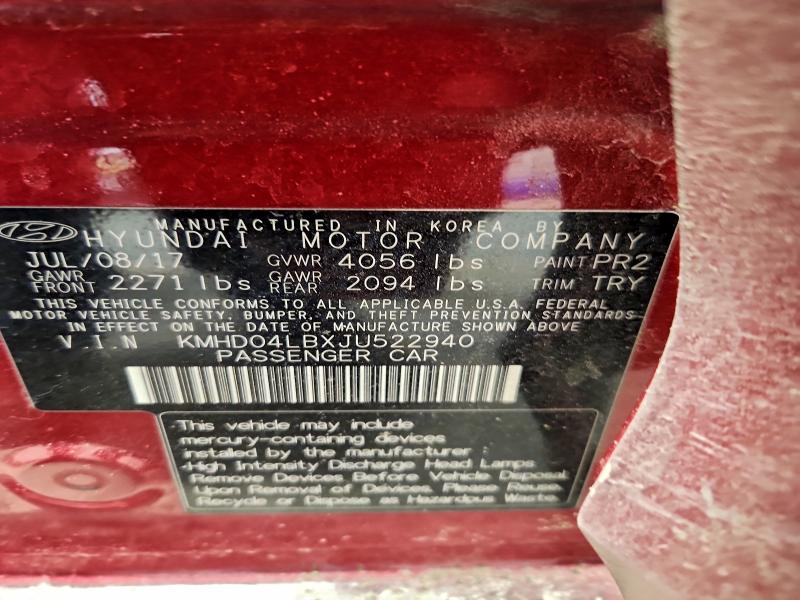 MANUFACTURED IN KOREA BY
HYUNDAI MOTOR COMPANY
JUL/08/17 GVWR 4056 lbs PAINT PR2
GAWR FRONT 2271 lbs GAWR REAR 2094 lbs TRIM TRY
THIS VEHICLE CONFORMS TO ALL APPLICABLE U.S.A. FEDERAL
MOTOR VEHICLE SAFETY, BUMPER, AND THEFT PREVENTION STANDARDS
IN EFFECT ON THE DATE OF MANUFACTURE SHOWN ABOVE
V I N KMHD04LBXJU522940
PASSENGER CAR
This vehicle may include
mercury-containing devices
installed by the manufacturer
-High Intensity Discharge Head Lamps
Remove Devices Before Vehicle Disposal
Upon Removal of Devices, Please Reuse,
Recycle or Dispose as Hazardous Waste.